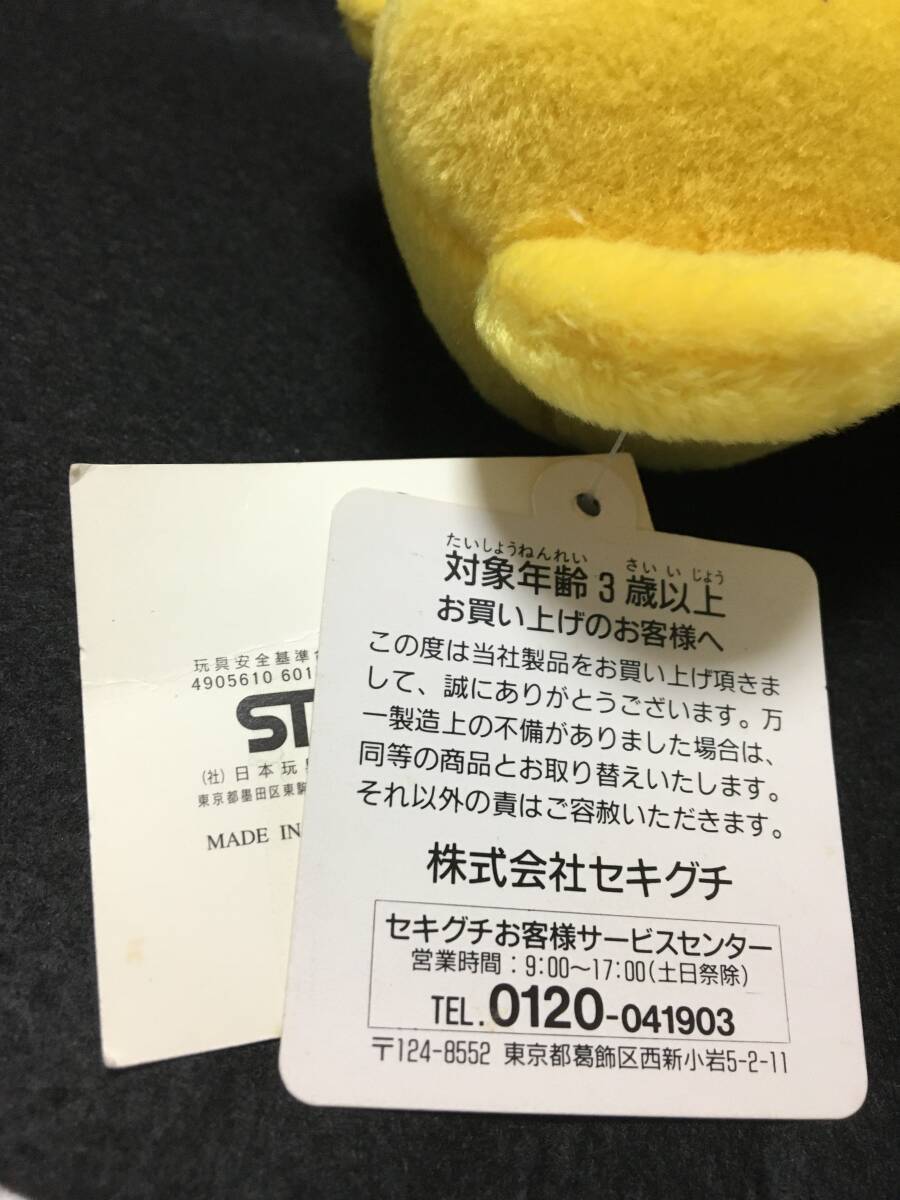 たいしょうねんれい さいいじょう
対象年齢3歳以上
お買い上げのお客様へ
この度は当社製品をお買い上げ頂きま
して、誠にありがとうございます。万
一製造上の不備がありました場合は、
同等の商品とお取り替えいたします。
それ以外の責はご容赦いただきます。
株式会社セキグチ
セキグチお客様サービスセンター
営業時間：9:00〜17:00(土日祭除)
TEL.0120-041903
〒124-8552 東京都葛飾区西新小岩5-2-11
玩具安全基準
4905610 601
ST
(社)日本玩
東京都墨田区東駒
MADE IN